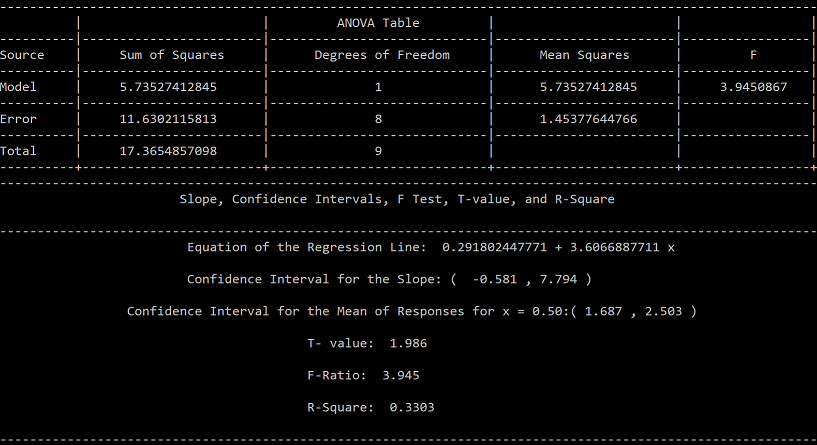 ANOVA Table
Source Sum of Squares Degrees of Freedom Mean Squares F
Model 5.73527412845 1 5.73527412845 3.9450867
Error 11.6302115813 8 1.45377644766
Total 17.3654857098 9
Slope, Confidence Intervals, F Test, T-value, and R-Square
Equation of the Regression Line: 0.291802447771 + 3.6066887711 x
Confidence Interval for the Slope: ( -0.581 , 7.794 )
Confidence Interval for the Mean of Responses for x = 0.50:( 1.687 , 2.503 )
T- value: 1.986
F-Ratio: 3.945
R-Square: 0.3303